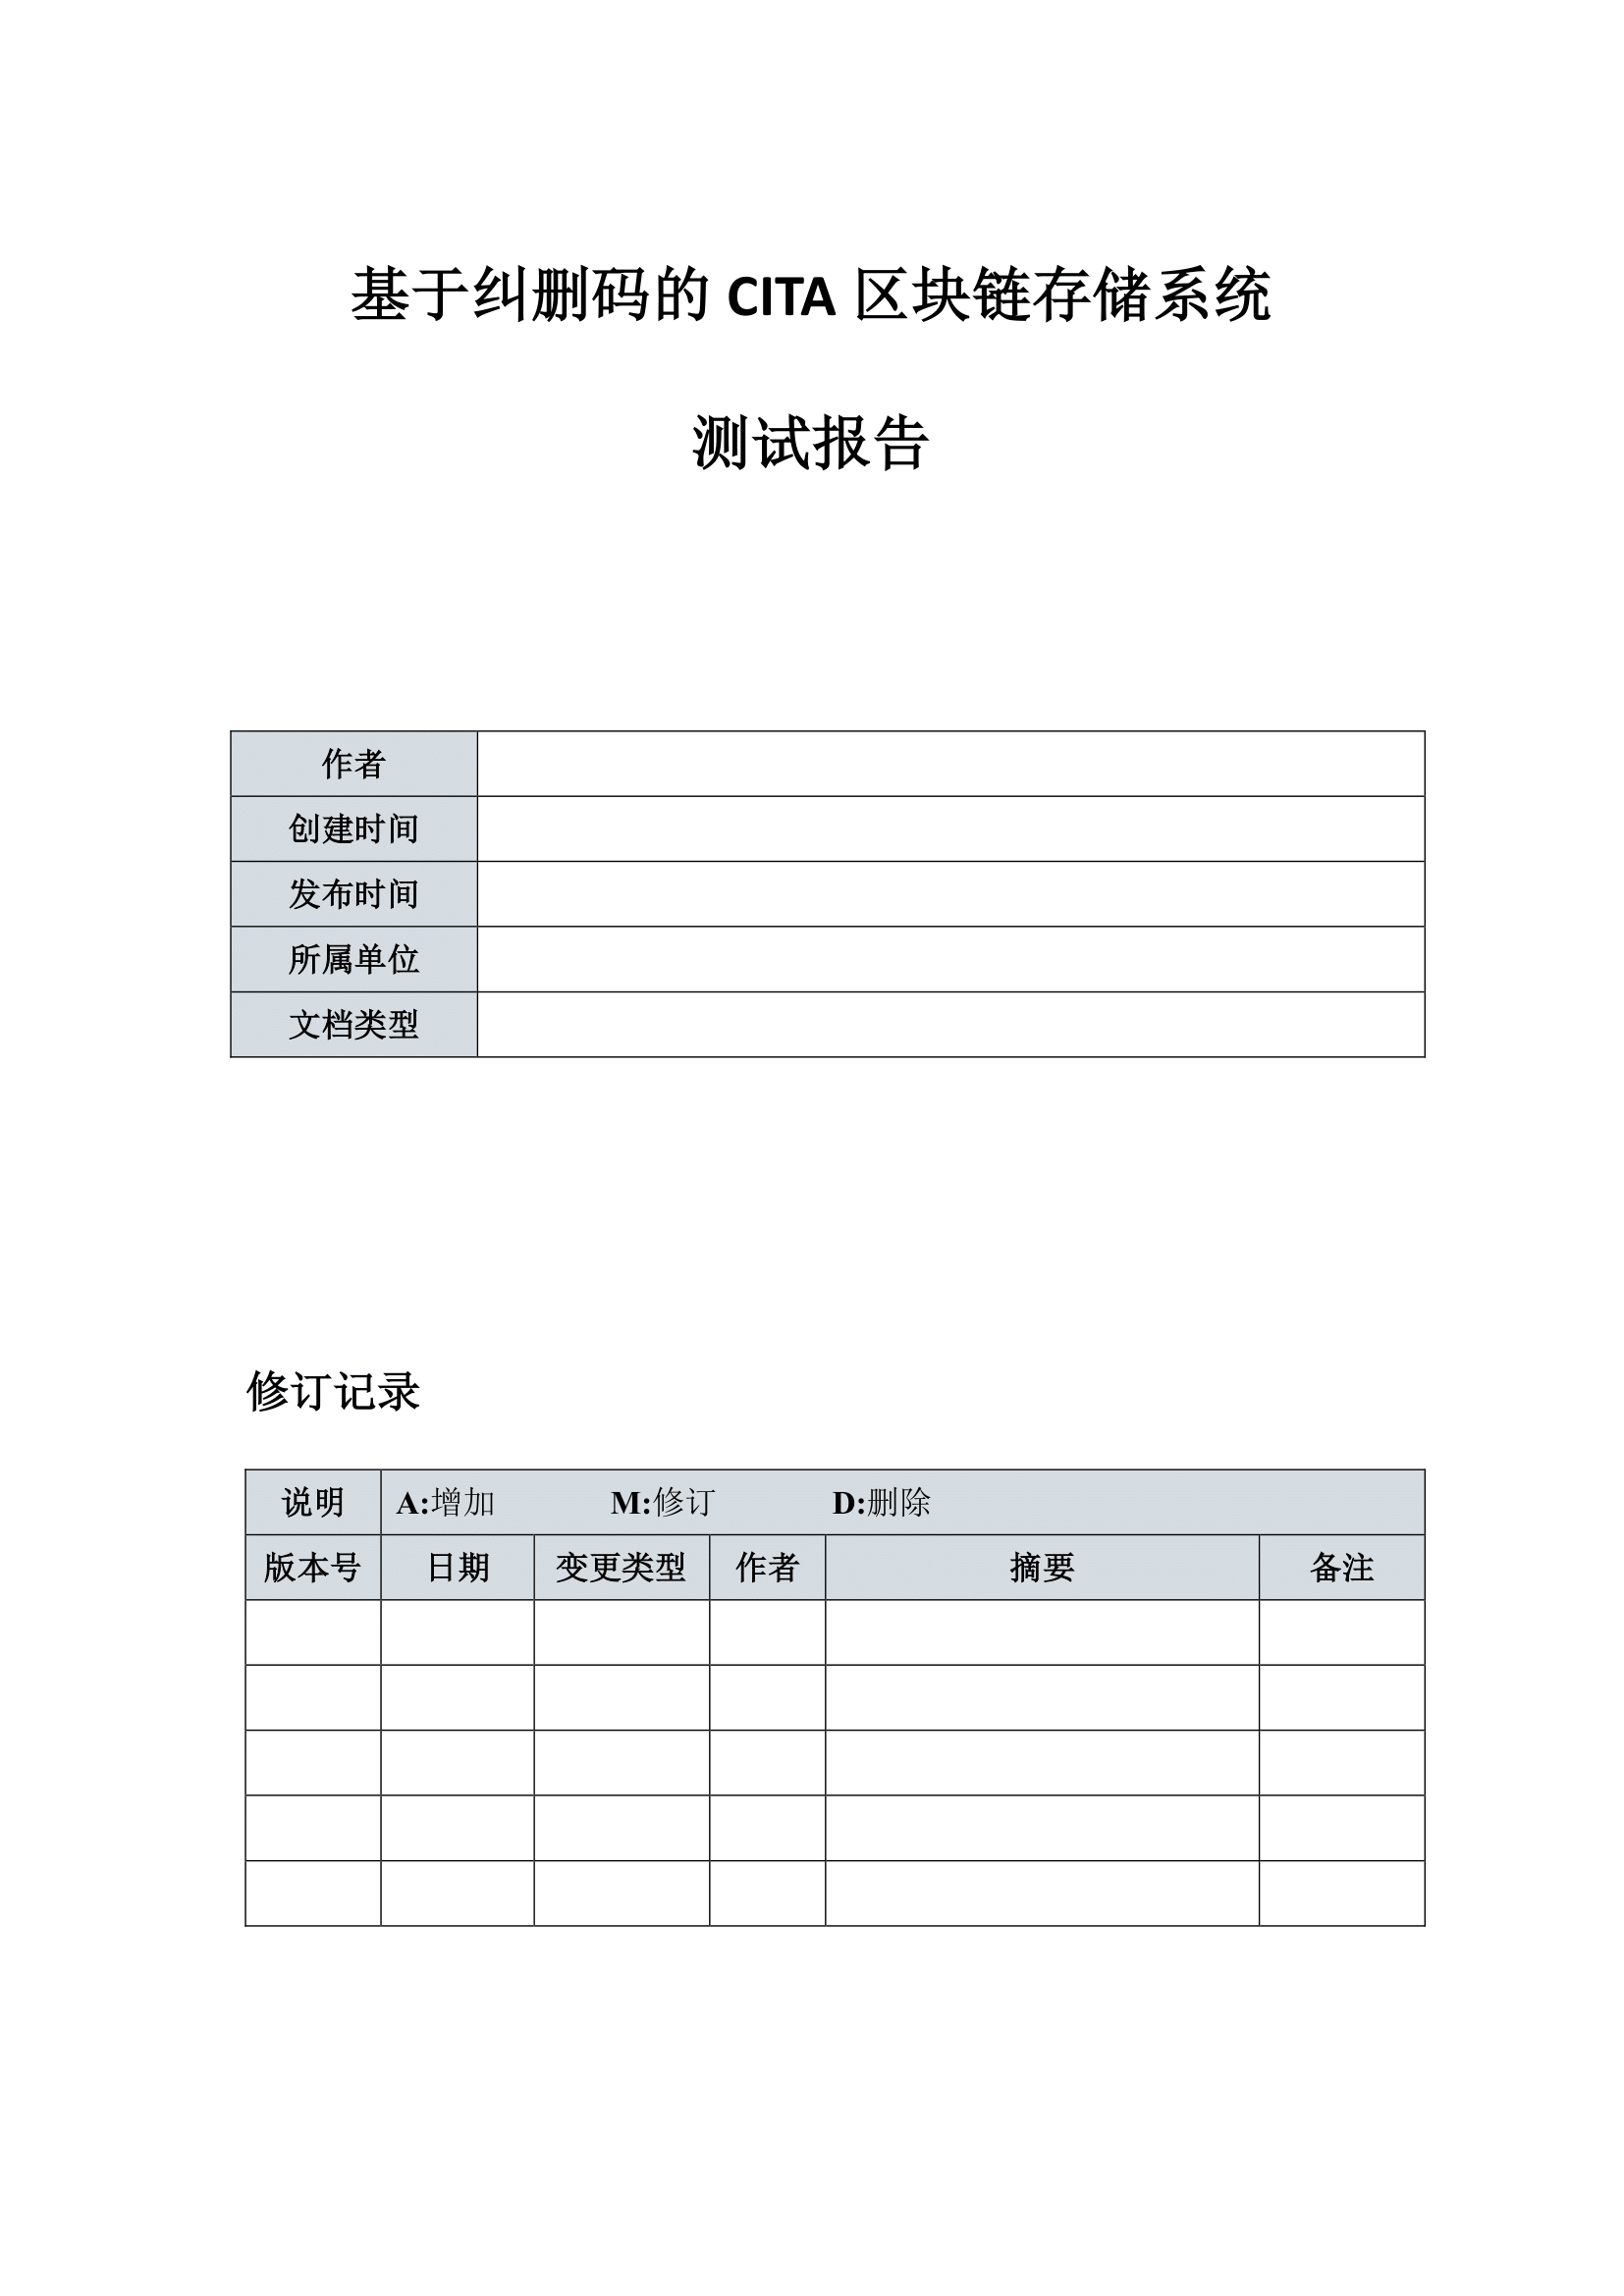 基于纠删码的 CITA 区块链存储系统
测试报告
作者
创建时间
发布时间
所属单位
文档类型
修订记录
说明 A:增加 M:修订 D:删除
版本号 日期 变更类型 作者 摘要 备注